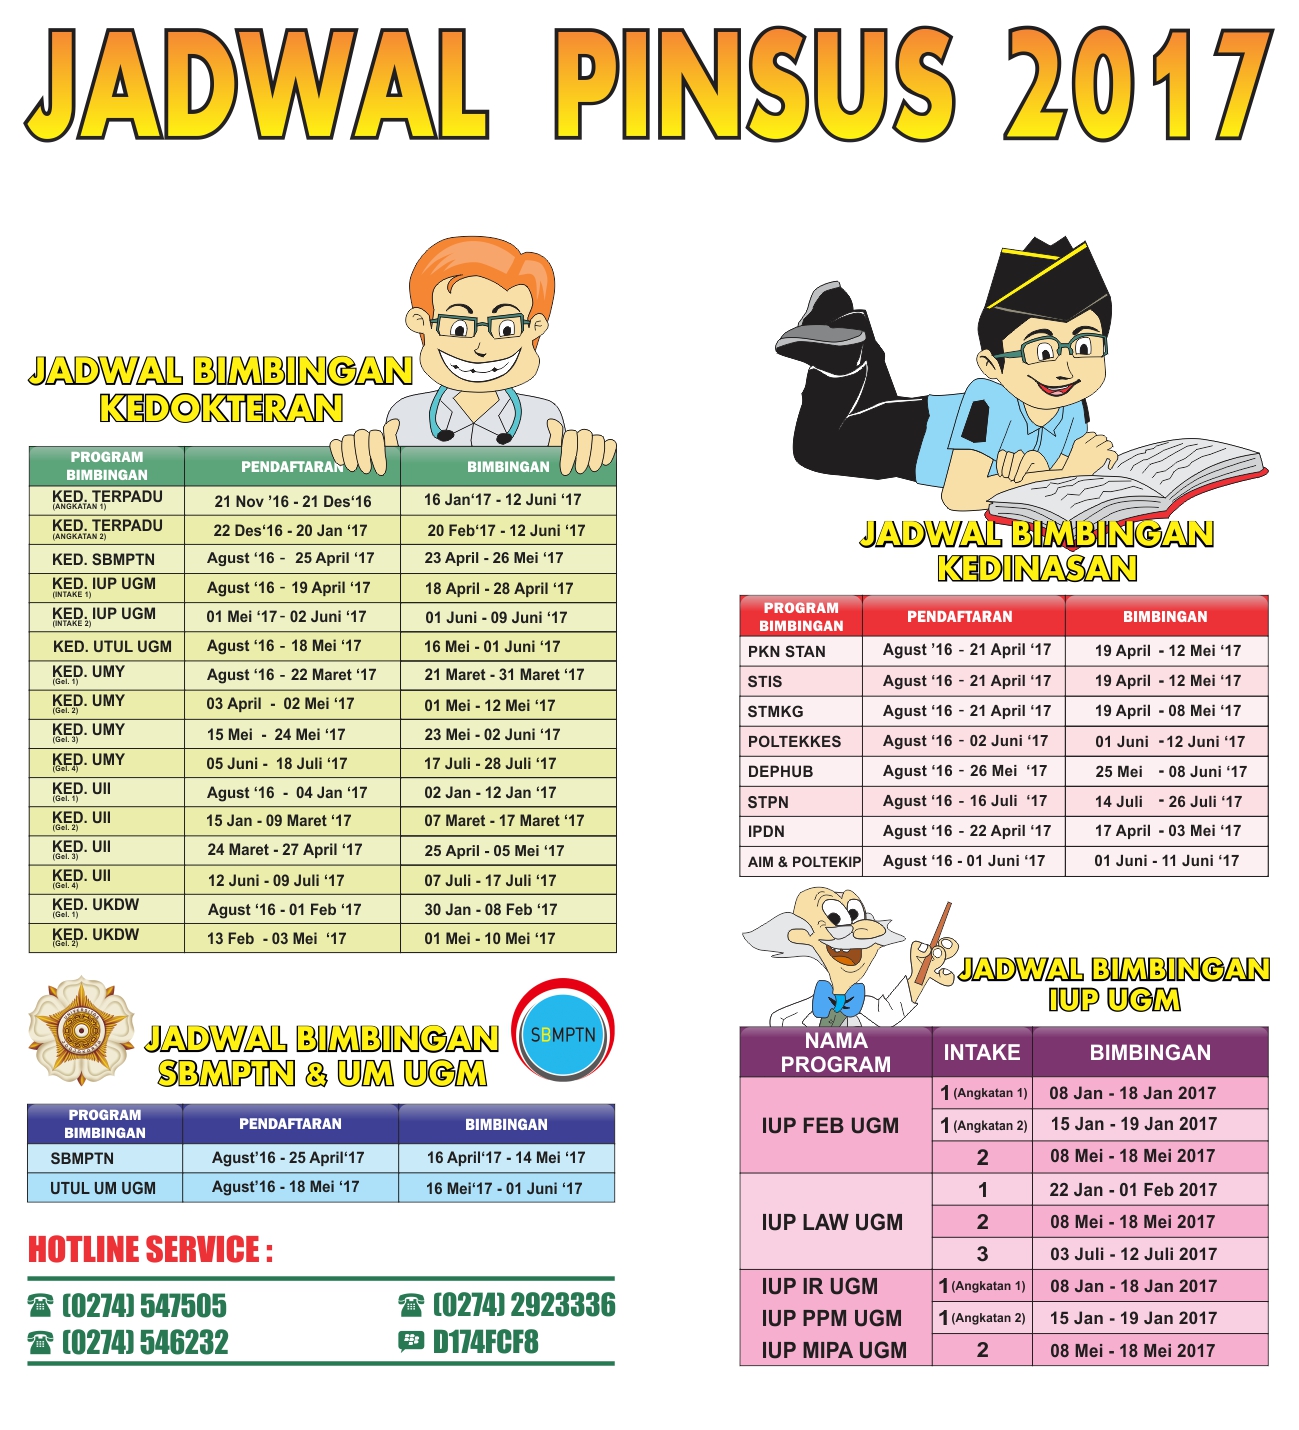 JADWAL PINSUS 2017
JADWAL BIMBINGAN
KEDOKTERAN
PROGRAM BIMBINGAN PENDAFTARAN BIMBINGAN
KED. TERPADU (ANGKATAN 1) 21 Nov ’16 - 21 Des‘16 16 Jan‘17 - 12 Juni ‘17
KED. TERPADU (ANGKATAN 2) 22 Des‘16 - 20 Jan ‘17 20 Feb‘17 - 12 Juni ‘17
KED. SBMPTN Agust ‘16 - 25 April ‘17 23 April - 26 Mei ‘17
KED. IUP UGM (INTAKE 1) Agust ‘16 - 19 April ‘17 18 April - 28 April ‘17
KED. IUP UGM (INTAKE 2) 01 Mei ‘17 - 02 Juni ‘17 01 Juni - 09 Juni ‘17
KED. UTUL UGM Agust ‘16 - 18 Mei ‘17 16 Mei - 01 Juni ‘17
KED. UMY (Gel. 1) Agust ‘16 - 22 Maret ‘17 21 Maret - 31 Maret ‘17
KED. UMY (Gel. 2) 03 April - 02 Mei ‘17 01 Mei - 12 Mei ‘17
KED. UMY (Gel. 3) 15 Mei - 24 Mei ‘17 23 Mei - 02 Juni ‘17
KED. UMY (Gel. 4) 05 Juni - 18 Juli ‘17 17 Juli - 28 Juli ‘17
KED. UII (Gel. 1) Agust ‘16 - 04 Jan ‘17 02 Jan - 12 Jan ‘17
KED. UII (Gel. 2) 15 Jan - 09 Maret ‘17 07 Maret - 17 Maret ‘17
KED. UII (Gel. 3) 24 Maret - 27 April ‘17 25 April - 05 Mei ‘17
KED. UII (Gel. 4) 12 Juni - 09 Juli ‘17 07 Juli - 17 Juli ‘17
KED. UKDW (Gel. 1) Agust ‘16 - 01 Feb ‘17 30 Jan - 08 Feb ‘17
KED. UKDW (Gel. 2) 13 Feb - 03 Mei ‘17 01 Mei - 10 Mei ‘17
JADWAL BIMBINGAN
SBMPTN & UM UGM
SBMPTN
PROGRAM BIMBINGAN PENDAFTARAN BIMBINGAN
SBMPTN Agust’16 - 25 April‘17 16 April‘17 - 14 Mei ‘17
UTUL UM UGM Agust’16 - 18 Mei ‘17 16 Mei‘17 - 01 Juni ‘17
HOTLINE SERVICE :
(0274) 547505 (0274) 2923336
(0274) 546232 D174FCF8
JADWAL BIMBINGAN
KEDINASAN
PROGRAM BIMBINGAN PENDAFTARAN BIMBINGAN
PKN STAN Agust ’16 - 21 April ‘17 19 April - 12 Mei ‘17
STIS Agust ‘16 - 21 April ‘17 19 April - 12 Mei ‘17
STMKG Agust ‘16 - 21 April ‘17 19 April - 08 Mei ‘17
POLTEKKES Agust ‘16 - 02 Juni ‘17 01 Juni - 12 Juni ‘17
DEPHUB Agust ‘16 - 26 Mei ‘17 25 Mei - 08 Juni ‘17
STPN Agust ‘16 - 16 Juli ‘17 14 Juli - 26 Juli ‘17
IPDN Agust ‘16 - 22 April ‘17 17 April - 03 Mei ‘17
AIM & POLTEKIP Agust ‘16 - 01 Juni ‘17 01 Juni - 11 Juni ‘17
JADWAL BIMBINGAN
IUP UGM
NAMA PROGRAM INTAKE BIMBINGAN
IUP FEB UGM
1 (Angkatan 1) 08 Jan - 18 Jan 2017
1 (Angkatan 2) 15 Jan - 19 Jan 2017
2 08 Mei - 18 Mei 2017
IUP LAW UGM
1 22 Jan - 01 Feb 2017
2 08 Mei - 18 Mei 2017
3 03 Juli - 12 Juli 2017
IUP IR UGM 1 (Angkatan 1) 08 Jan - 18 Jan 2017
IUP PPM UGM 1 (Angkatan 2) 15 Jan - 19 Jan 2017
IUP MIPA UGM 2 08 Mei - 18 Mei 2017